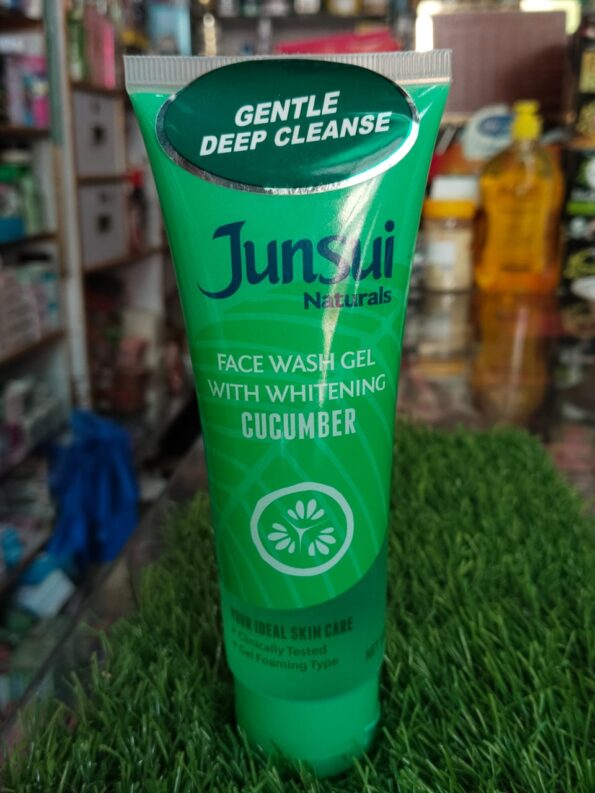 GENTLE
DEEP CLEANSE
Junsui
Naturals
FACE WASH GEL
WITH WHITENING
CUCUMBER
YOUR IDEAL SKIN CARE
• Clinically Tested
• Gel Foaming Type